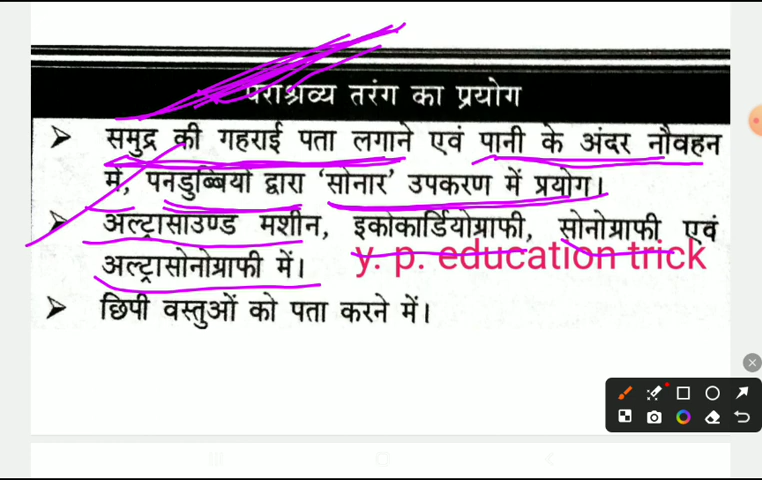 पराश्रव्य तरंग का प्रयोग
➤ समुद्र की गहराई पता लगाने एवं पानी के अंदर नौवहन
में, पनडुब्बियो द्वारा ‘सोनार’ उपकरण में प्रयोग।
➤ अल्ट्रासाउण्ड मशीन, इकोकार्डियोग्राफी, सोनोग्राफी एवं
अल्ट्रासोनोग्राफी में।
y. p. education trick
➤ छिपी वस्तुओं को पता करने में।